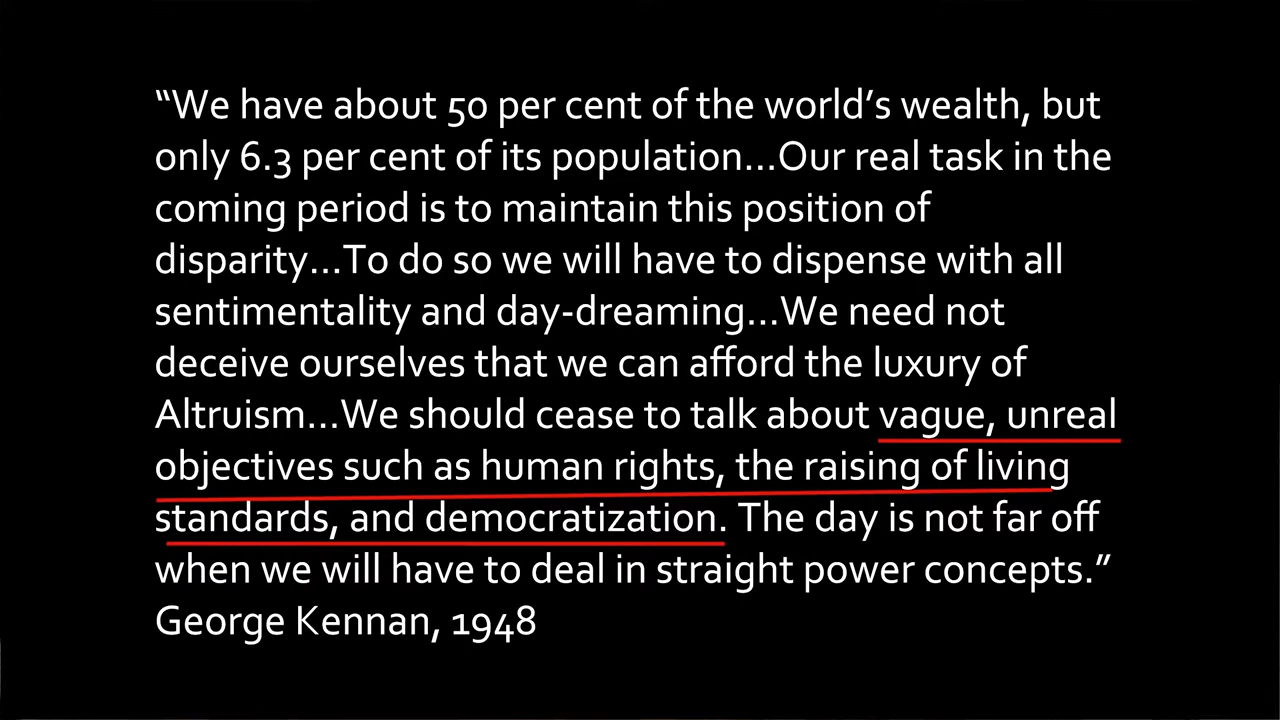 “We have about 50 per cent of the world’s wealth, but
only 6.3 per cent of its population...Our real task in the
coming period is to maintain this position of
disparity...To do so we will have to dispense with all
sentimentality and day-dreaming...We need not
deceive ourselves that we can afford the luxury of
Altruism...We should cease to talk about vague, unreal
objectives such as human rights, the raising of living
standards, and democratization. The day is not far off
when we will have to deal in straight power concepts.”
George Kennan, 1948